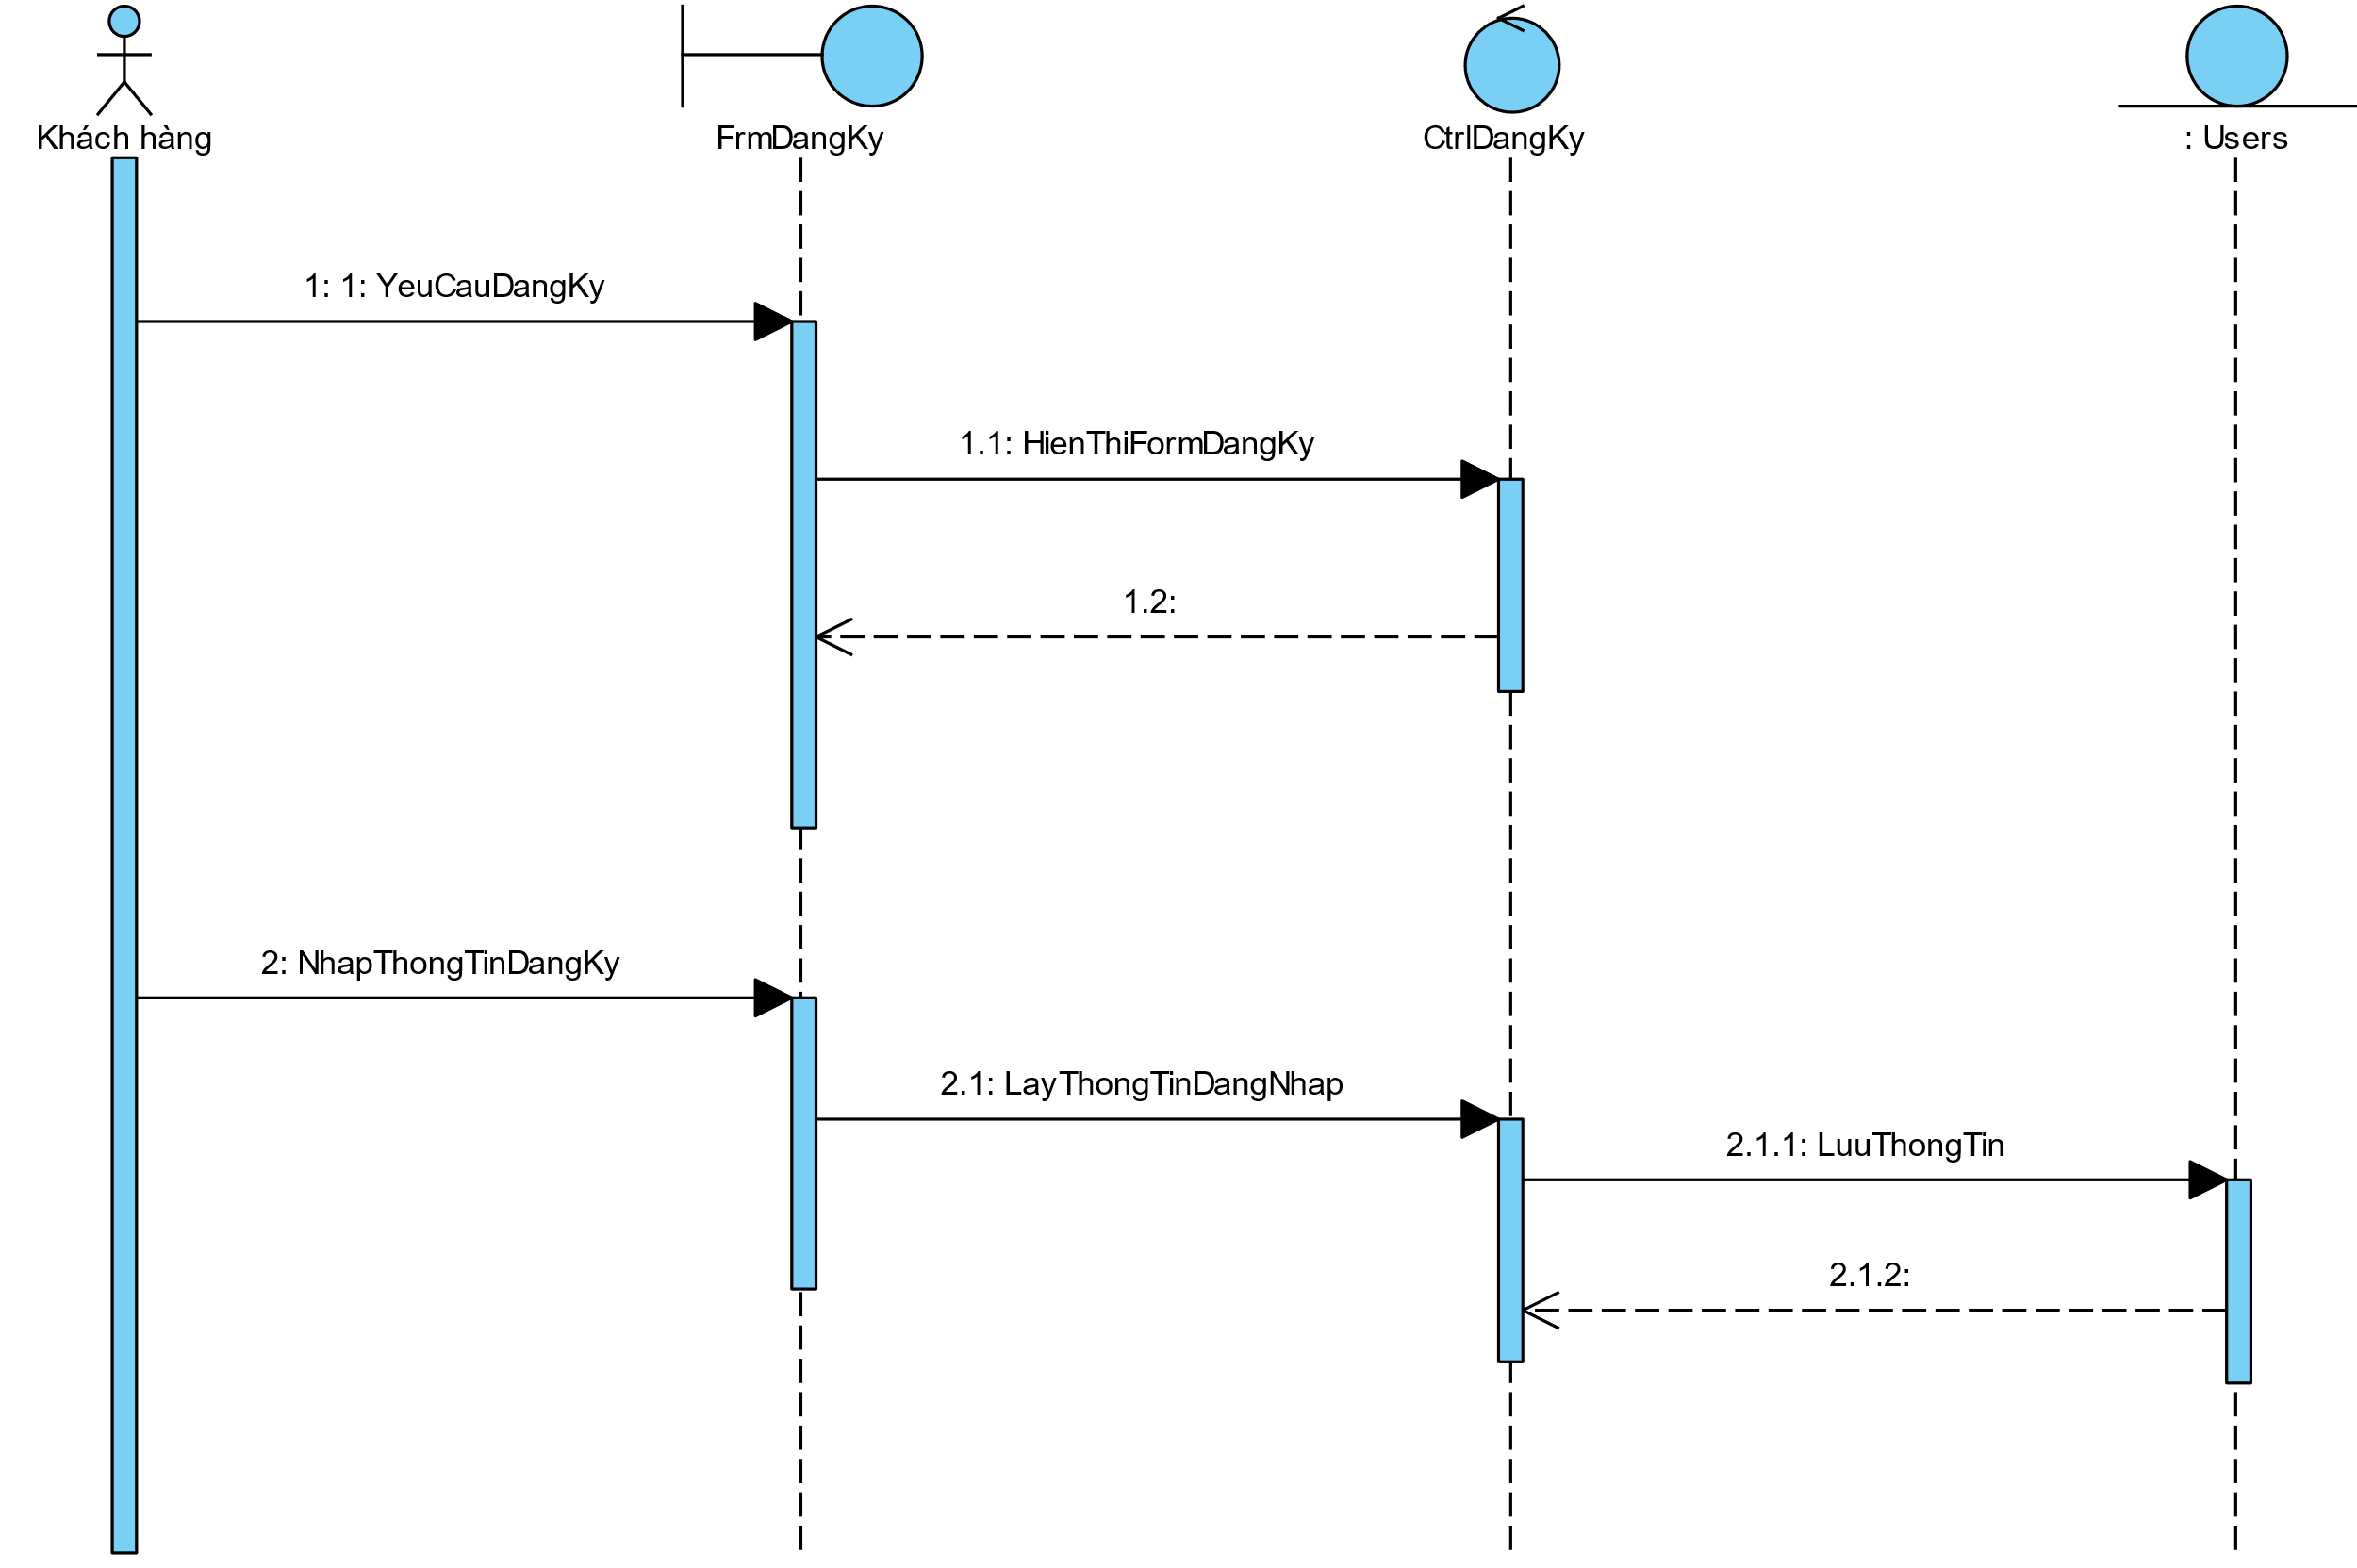 Khách hàng
FrmDangKy
CtrlDangKy
: Users
1: 1: YeuCauDangKy
1.1: HienThiFormDangKy
1.2:
2: NhapThongTinDangKy
2.1: LayThongTinDangNhap
2.1.1: LuuThongTin
2.1.2: